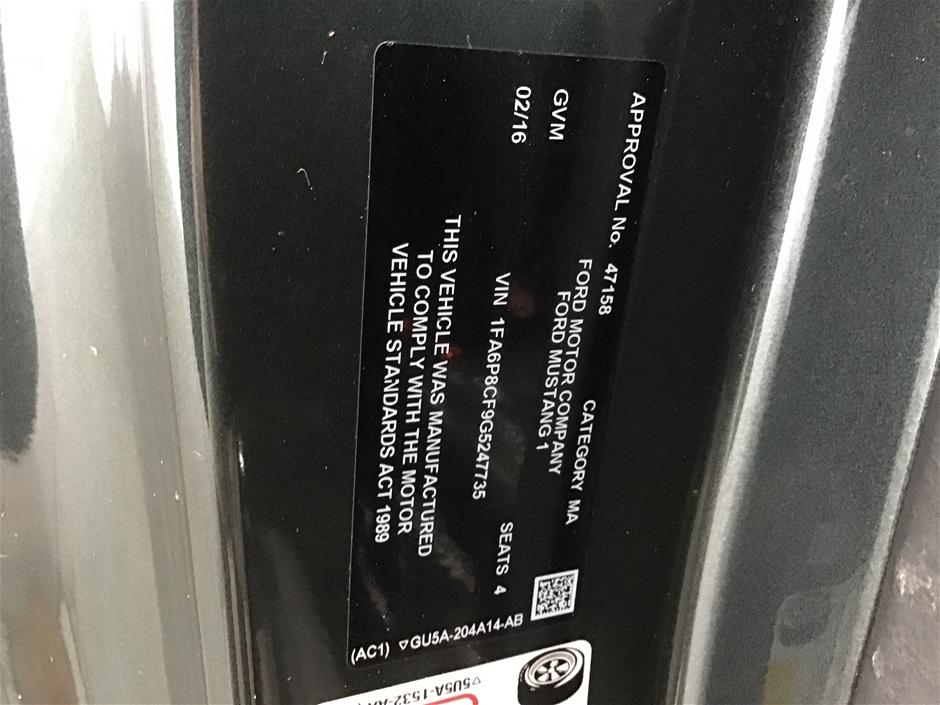 APPROVAL No. 47158 CATEGORY MA
FORD MOTOR COMPANY
GVM FORD MUSTANG 1
02/16 VIN 1FA6P8CF9G5247735 SEATS 4
THIS VEHICLE WAS MANUFACTURED
TO COMPLY WITH THE MOTOR
VEHICLE STANDARDS ACT 1989
(AC1) ▽GU5A-204A14-AB